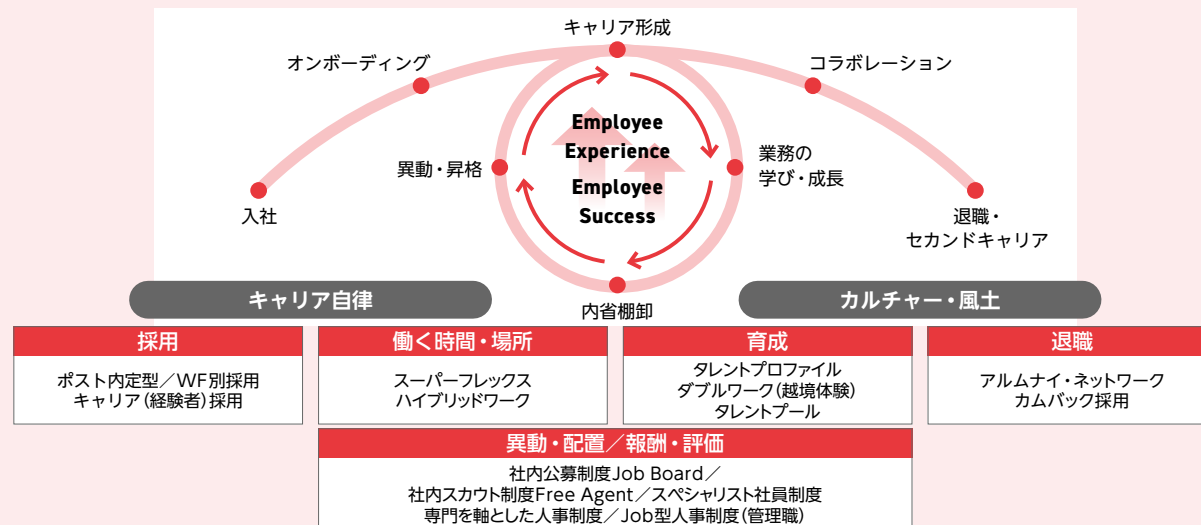 キャリア形成
オンボーディング
コラボレーション
Employee
Experience
Employee
Success
異動・昇格
業務の
学び・成長
入社
退職・
セカンドキャリア
内省棚卸
キャリア自律
カルチャー・風土
採用
ポスト内定型／WF別採用
キャリア（経験者）採用
働く時間・場所
スーパーフレックス
ハイブリッドワーク
育成
タレントプロファイル
ダブルワーク（越境体験）
タレントプール
退職
アルムナイ・ネットワーク
カムバック採用
異動・配置／報酬・評価
社内公募制度Job Board／
社内スカウト制度Free Agent／スペシャリスト社員制度
専門を軸とした人事制度／Job型人事制度（管理職）